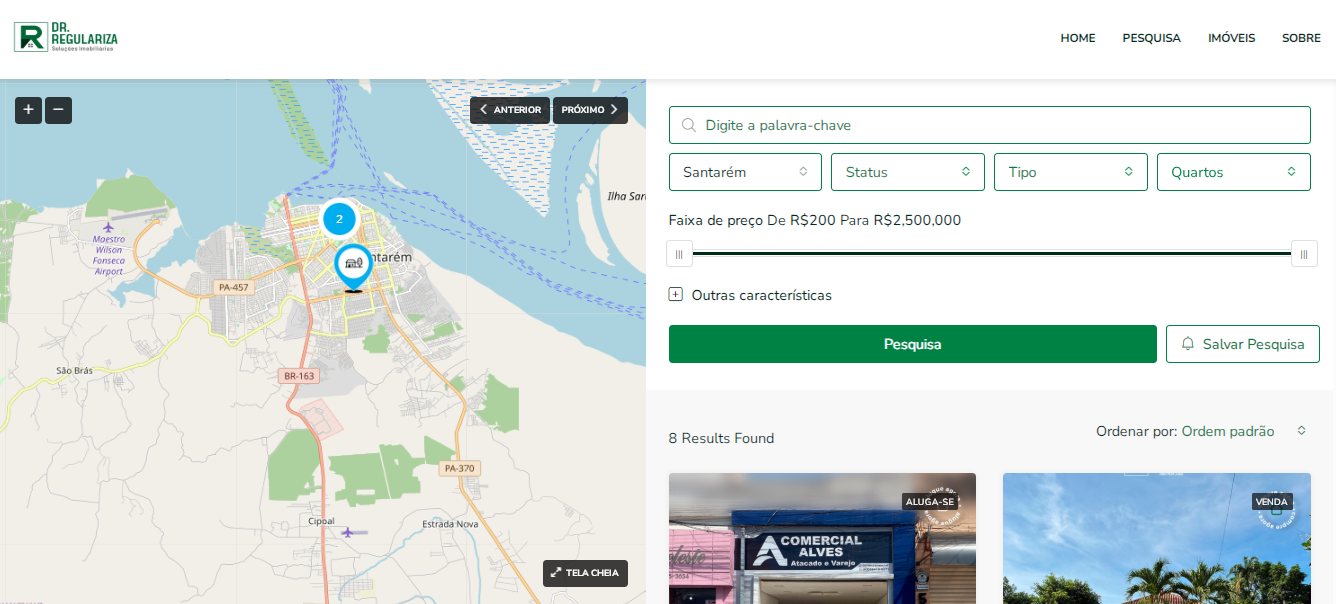 DR.
REGULARIZA
Soluções Imobiliárias
HOME
PESQUISA
IMÓVEIS
SOBRE
+
−
ANTERIOR
PRÓXIMO
Ilha San
2
Maestro
Wilson
Fonseca
Airport
ntarém
PA-457
São Brás
BR-163
PA-370
Cipoal
Estrada Nova
TELA CHEIA
Digite a palavra-chave
Santarém
Status
Tipo
Quartos
Faixa de preço De R$200 Para R$2,500,000
Outras características
Pesquisa
Salvar Pesquisa
8 Results Found
Ordenar por: Ordem padrão
ALUGA-SE
COMERCIAL
ALVES
Atacado e Varejo
VENDA